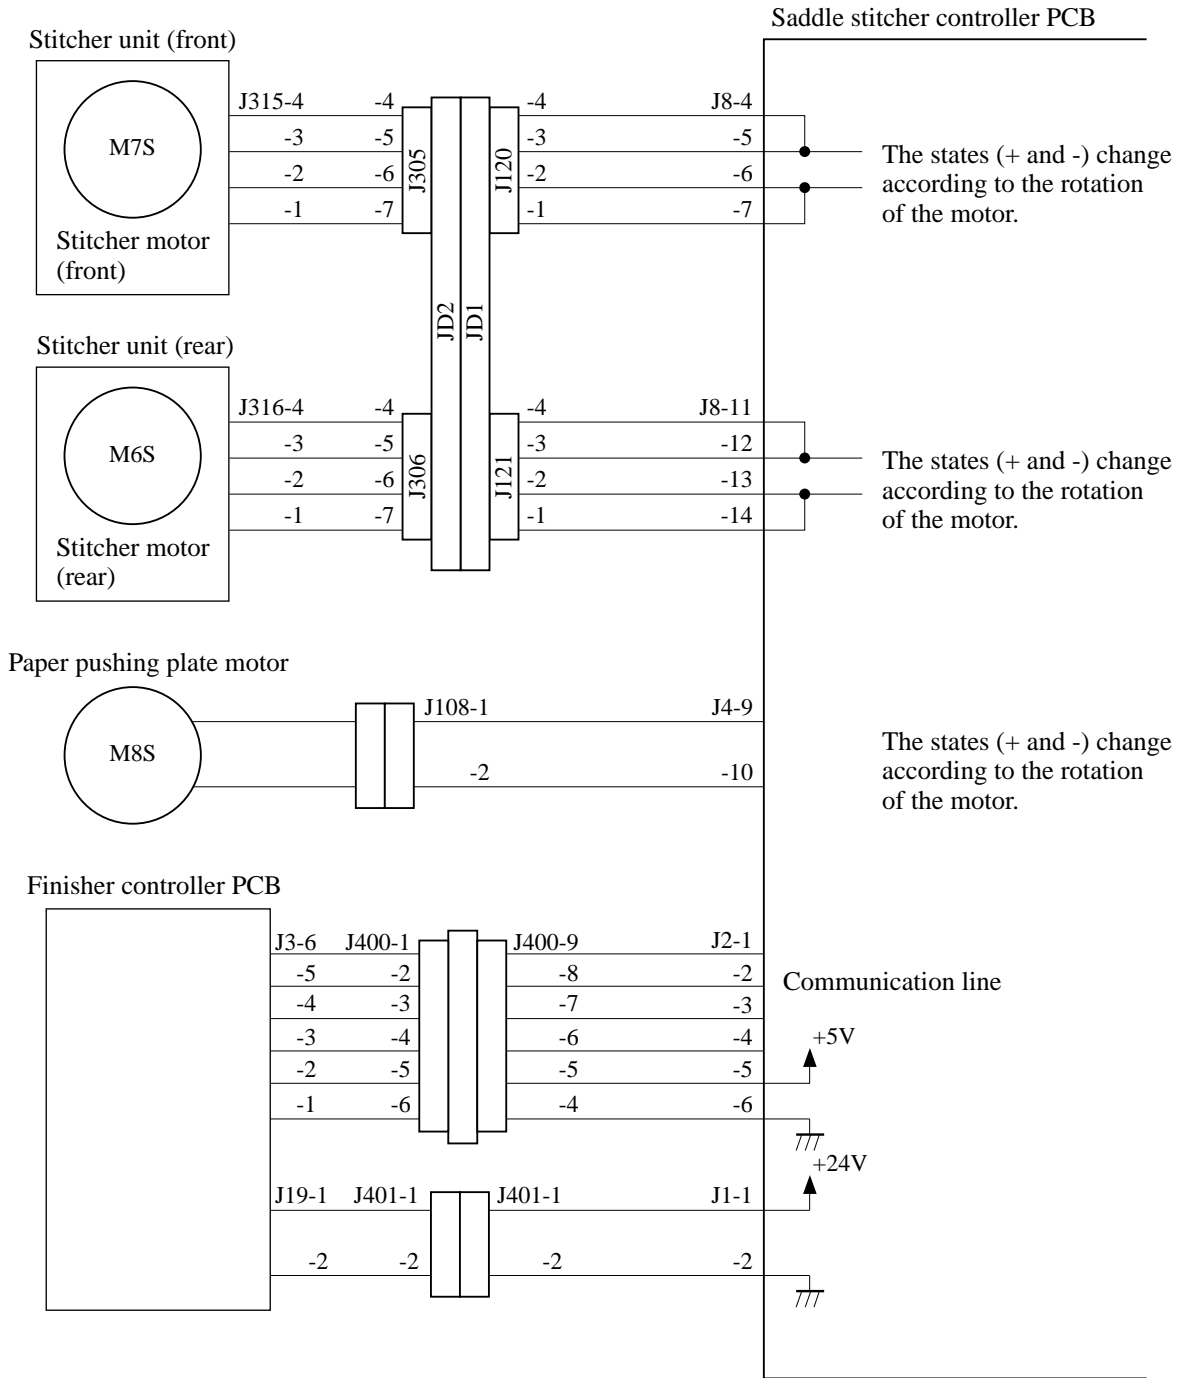 Saddle stitcher controller PCB
Stitcher unit (front)
M7S
Stitcher motor
(front)
J315-4 -4 -4 J8-4
-3 -5 -3 -5
-2 -6 -2 -6
-1 -7 -1 -7
J305
J120
The states (+ and -) change
according to the rotation
of the motor.
JD2
JD1
Stitcher unit (rear)
M6S
Stitcher motor
(rear)
J316-4 -4 -4 J8-11
-3 -5 -3 -12
-2 -6 -2 -13
-1 -7 -1 -14
J306
J121
The states (+ and -) change
according to the rotation
of the motor.
Paper pushing plate motor
M8S
J108-1 J4-9
-2 -10
The states (+ and -) change
according to the rotation
of the motor.
Finisher controller PCB
J3-6 J400-1 J400-9 J2-1
-5 -2 -8 -2
-4 -3 -7 -3
-3 -4 -6 -4
-2 -5 -5 -5
-1 -6 -4 -6
Communication line
+5V
+24V
J19-1 J401-1 J401-1 J1-1
-2 -2 -2 -2